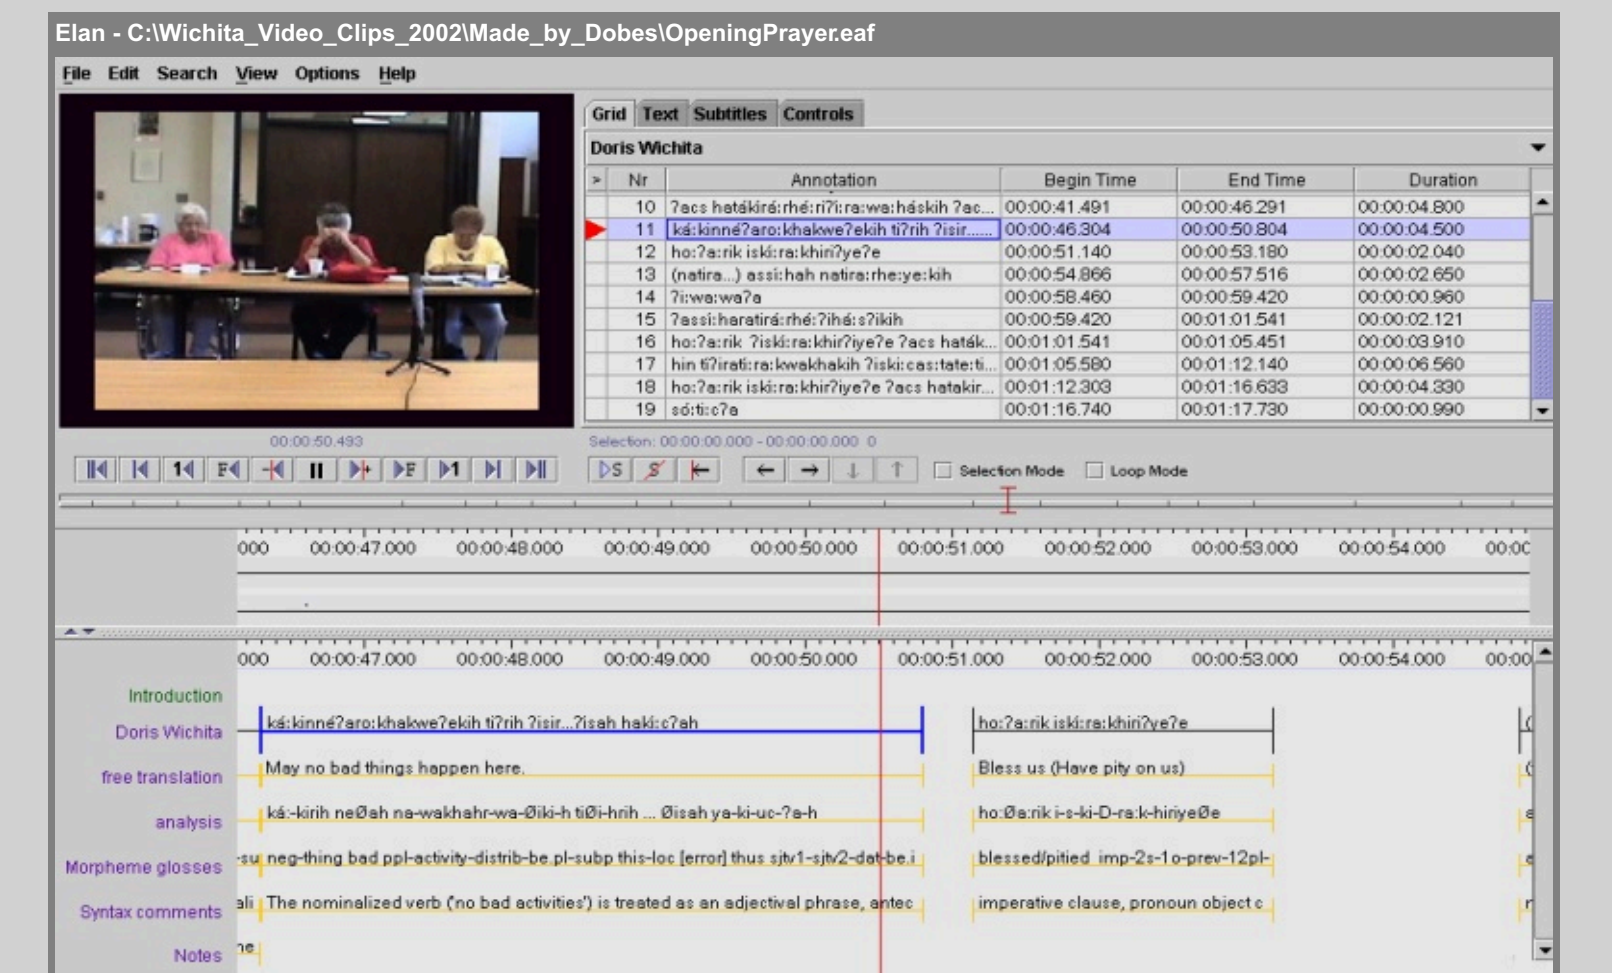 Elan - C:\Wichita_Video_Clips_2002\Made_by_Dobes\OpeningPrayer.eaf
File Edit Search View Options Help
Grid Text Subtitles Controls
Doris Wichita
> Nr Annotation Begin Time End Time Duration
10 ?acs hatákirá:rhé:ri?i:ra:wa:háskih ?ac... 00:00:41.491 00:00:46.291 00:00:04.800
11 ká:kinné?aro:khakwe?ekih ti?rih ?isir...... 00:00:46.304 00:00:50.804 00:00:04.500
12 ho:?a:rik iskí:ra:khiri?ye?e 00:00:51.140 00:00:53.180 00:00:02.040
13 (natira...) assi:hah natira:rhe:ye:kih 00:00:54.866 00:00:57.516 00:00:02.650
14 ?i:wa:wa?a 00:00:58.460 00:00:59.420 00:00:00.960
15 ?assi:haratirá:rhé:?ihá:s?ikih 00:00:59.420 00:01:01.541 00:00:02.121
16 ho:?a:rik ?iskí:ra:khir?iye?e ?acs haták... 00:01:01.541 00:01:05.451 00:00:03.910
17 hin ti?irati:ra:kwakhakih ?iski:cas:tate:ti... 00:01:05.580 00:01:12.140 00:00:06.560
18 ho:?a:rik iskí:ra:khir?iye?e ?acs hatakir... 00:01:12.303 00:01:16.633 00:00:04.330
19 só:ti:c?a 00:01:16.740 00:01:17.730 00:00:00.990
00:00:50.493
Selection: 00:00:00.000 - 00:00:00.000 0
Selection Mode Loop Mode
000 00:00:47.000 00:00:48.000 00:00:49.000 00:00:50.000 00:00:51.000 00:00:52.000 00:00:53.000 00:00:54.000 00:00
000 00:00:47.000 00:00:48.000 00:00:49.000 00:00:50.000 00:00:51.000 00:00:52.000 00:00:53.000 00:00:54.000 00:00
Introduction
Doris Wichita ká:kinné?aro:khakwe?ekih ti?rih ?isir...?isah hakí:c?ah ho:?a:rik iskí:ra:khiri?ye?e (
free translation May no bad things happen here. Bless us (Have pity on us) (
analysis ká:-kirih neØah na-wakhahr-wa-Øiki-h tiØi-hrih ... Øisah ya-ki-uc-?a-h ho:Øa:rik i-s-ki-D-ra:k-hiriyeØe a
Morpheme glosses -su neg-thing bad ppl-activity-distrib-be.pl-subp this-loc [error] thus sjtv1-sjtv2-dat-be.i blessed/pitied imp-2s-1o-prev-12pl- a
Syntax comments ali The nominalized verb ('no bad activities') is treated as an adjectival phrase, antec imperative clause, pronoun object c r
Notes ne